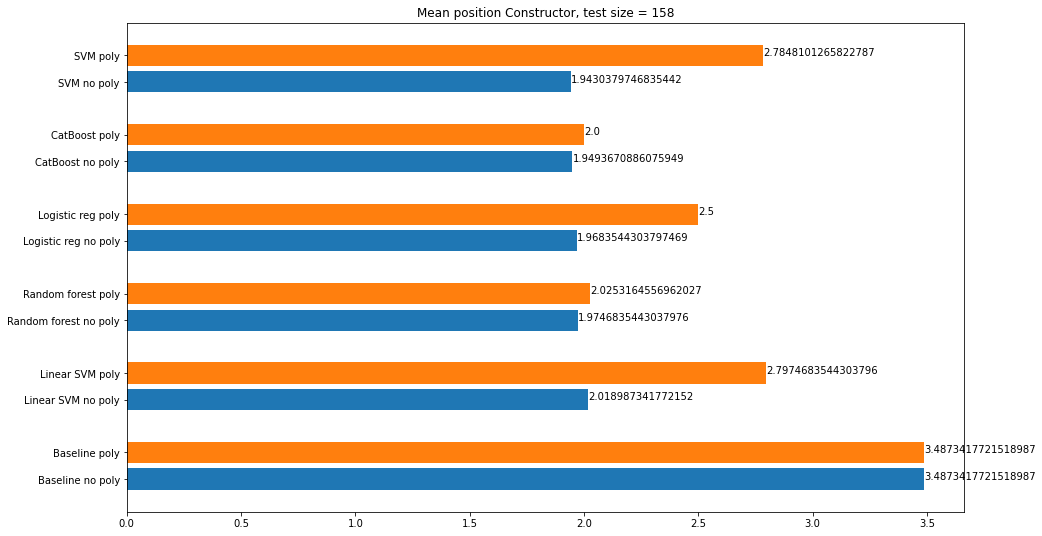 Mean position Constructor, test size = 158
SVM poly
2.7848101265822787
SVM no poly
1.9430379746835442
CatBoost poly
2.0
CatBoost no poly
1.9493670886075949
Logistic reg poly
2.5
Logistic reg no poly
1.9683544303797469
Random forest poly
2.0253164556962027
Random forest no poly
1.9746835443037976
Linear SVM poly
2.7974683544303796
Linear SVM no poly
2.018987341772152
Baseline poly
3.4873417721518987
Baseline no poly
3.4873417721518987
0.0 0.5 1.0 1.5 2.0 2.5 3.0 3.5